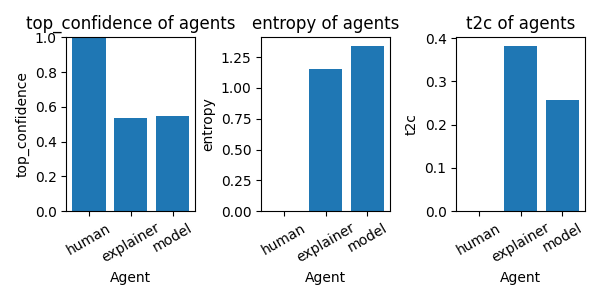 top_confidence of agents
top_confidence
1.0
0.8
0.6
0.4
0.2
0.0
human
explainer
model
Agent
entropy of agents
entropy
1.25
1.00
0.75
0.50
0.25
0.00
human
explainer
model
Agent
t2c of agents
t2c
0.4
0.3
0.2
0.1
0.0
human
explainer
model
Agent